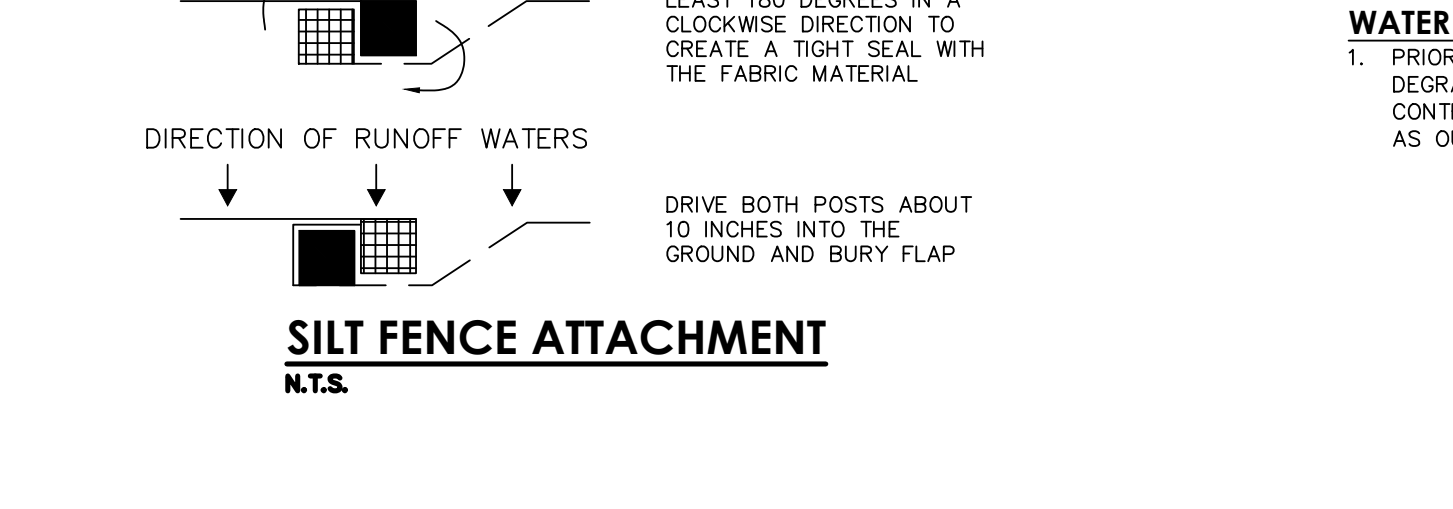 LEAST 180 DEGREES IN A
CLOCKWISE DIRECTION TO
CREATE A TIGHT SEAL WITH
THE FABRIC MATERIAL
DIRECTION OF RUNOFF WATERS
DRIVE BOTH POSTS ABOUT
10 INCHES INTO THE
GROUND AND BURY FLAP
SILT FENCE ATTACHMENT
N.T.S.
WATER
1. PRIOR
DEGRA
CONT
AS OU